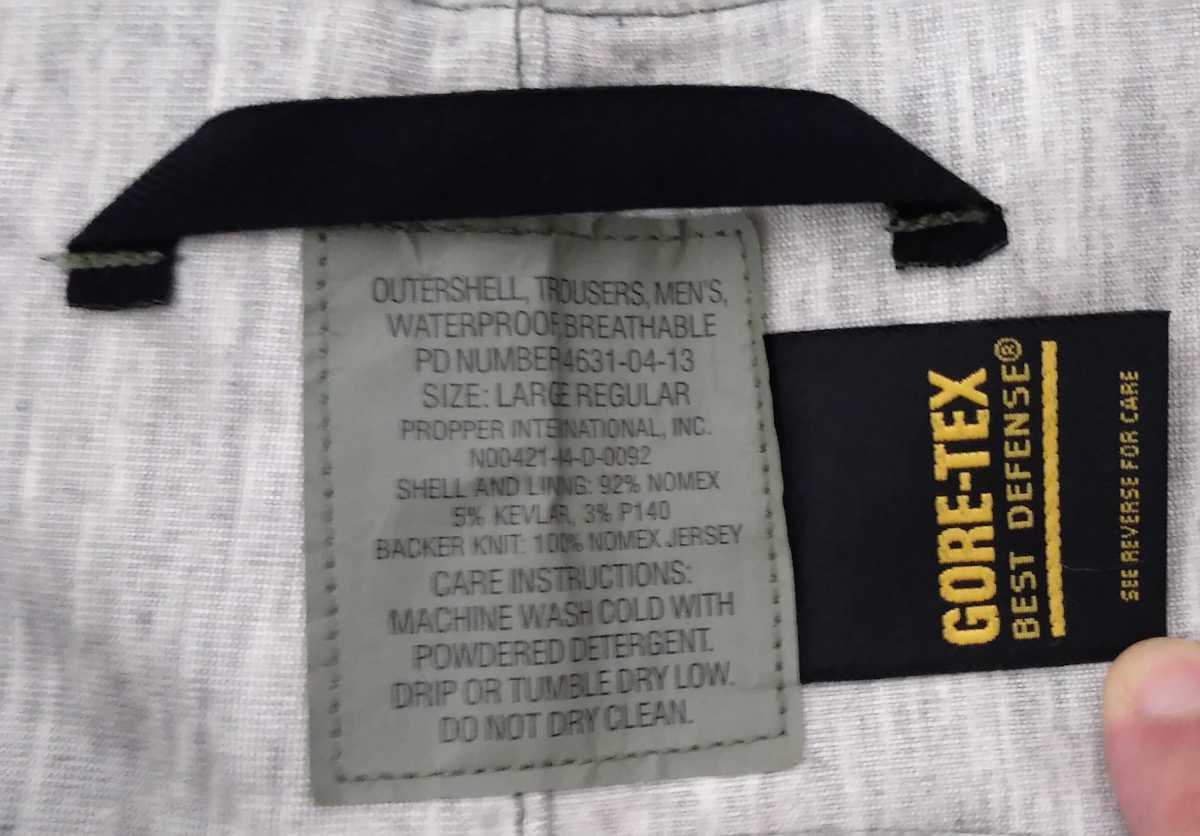 OUTERSHELL, TROUSERS, MEN'S,
WATERPROOF, BREATHABLE
PD NUMBER 4631-04-13
SIZE: LARGE REGULAR
PROPPER INTERNATIONAL, INC.
N00421-14-D-0092
SHELL AND LINNG: 92% NOMEX
5% KEVLAR, 3% P140
BACKER KNIT: 100% NOMEX JERSEY
CARE INSTRUCTIONS:
MACHINE WASH COLD WITH
POWDERED DETERGENT.
DRIP OR TUMBLE DRY LOW.
DO NOT DRY CLEAN.
GORE-TEX
BEST DEFENSE®
SEE REVERSE FOR CARE